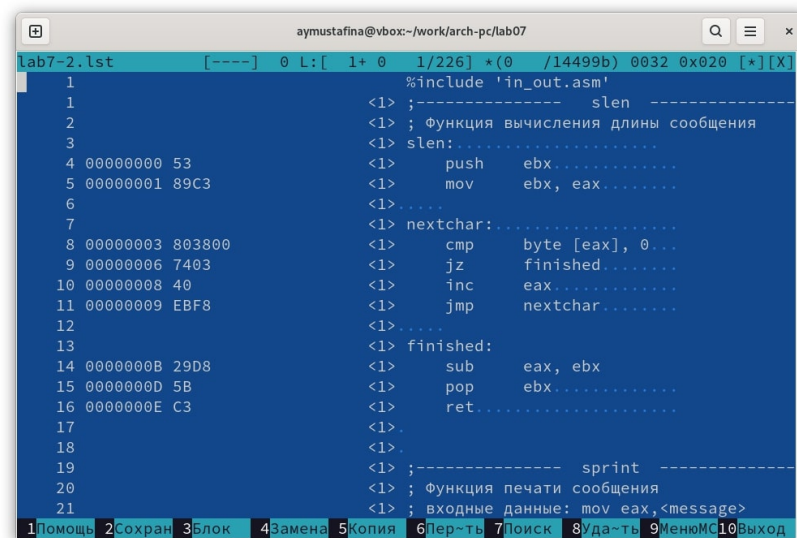 aymustafina@vbox:~/work/arch-pc/lab07
lab7-2.lst [----] 0 L:[ 1+ 0 1/226] *(0 /14499b) 0032 0x020 [*][X]
1 %include 'in_out.asm'
1 <1> ;--------------- slen ---------------
2 <1> ; Функция вычисления длины сообщения
3 <1> slen:.....................
4 00000000 53 <1> push ebx.............
5 00000001 89C3 <1> mov ebx, eax........
6 <1>.....
7 <1> nextchar:...................
8 00000003 803800 <1> cmp byte [eax], 0...
9 00000006 7403 <1> jz finished........
10 00000008 40 <1> inc eax.............
11 00000009 EBF8 <1> jmp nextchar........
12 <1>.....
13 <1> finished:
14 0000000B 29D8 <1> sub eax, ebx
15 0000000D 5B <1> pop ebx.............
16 0000000E C3 <1> ret.....................
17 <1>.
18 <1>.
19 <1> ;--------------- sprint --------------
20 <1> ; Функция печати сообщения
21 <1> ; входные данные: mov eax,<message>
1Помощь 2Сохран 3Блок 4Замена 5Копия 6Пер~ть 7Поиск 8Уда~ть 9МенюМС 10Выход